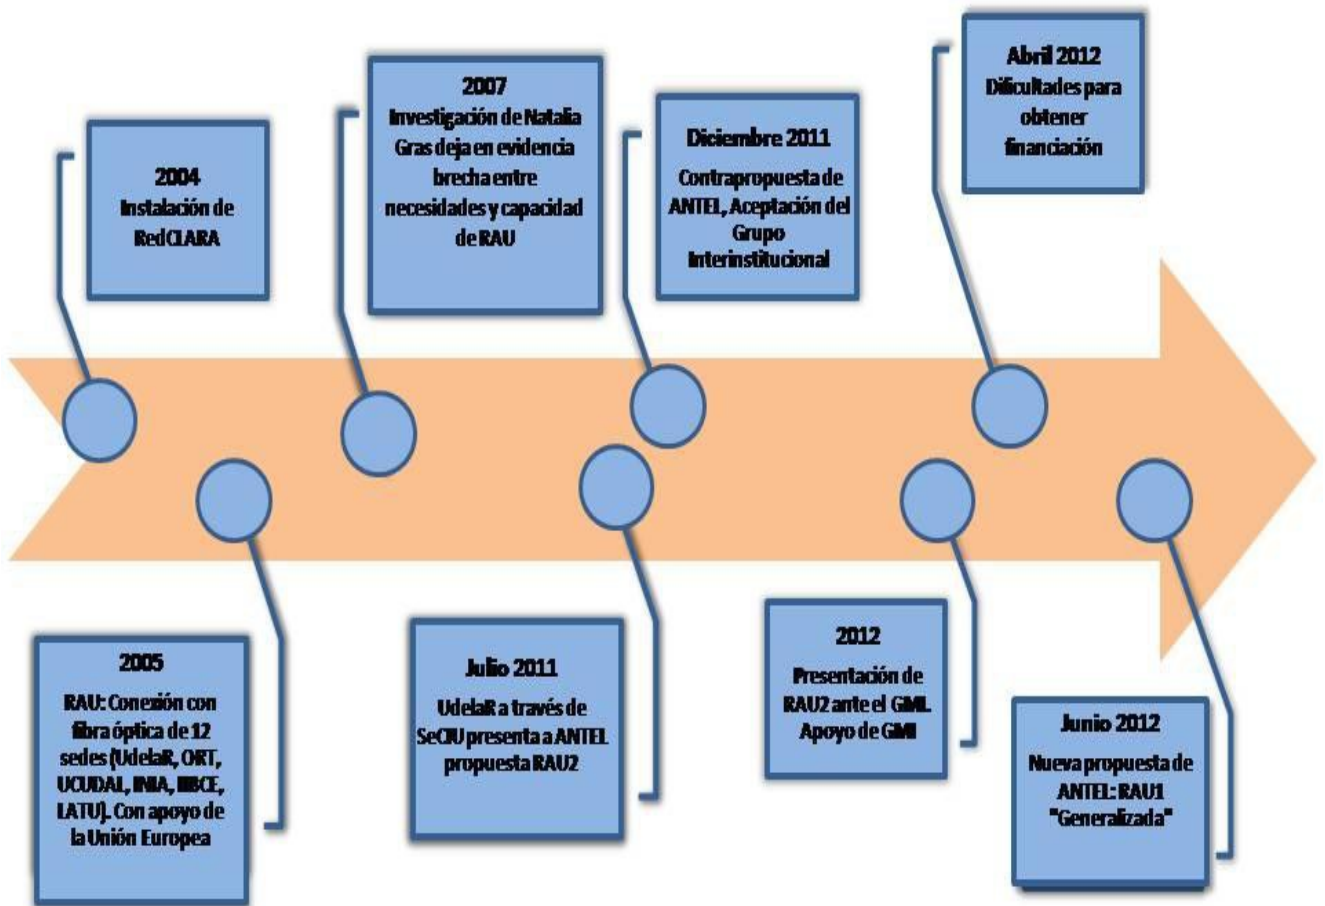 2004
Instalación de
RedCLARA
2005
RAU: Conexión con
fibra óptica de 12
sedes (UdelaR, ORT,
UCUDAL, INIA, IIBCE,
LATU). Con apoyo de
la Unión Europea
2007
Investigación de Natalia
Gras deja en evidencia
brecha entre
necesidades y capacidad
de RAU
Julio 2011
UdelaR a través de
SeCIU presenta a ANTEL
propuesta RAU2
Diciembre 2011
Contrapropuesta de
ANTEL, Aceptación del
Grupo
Interinstitucional
2012
Presentación de
RAU2 ante el GMI.
Apoyo de GMI
Abril 2012
Dificultades para
obtener
financiación
Junio 2012
Nueva propuesta de
ANTEL: RAU1
"Generalizada"